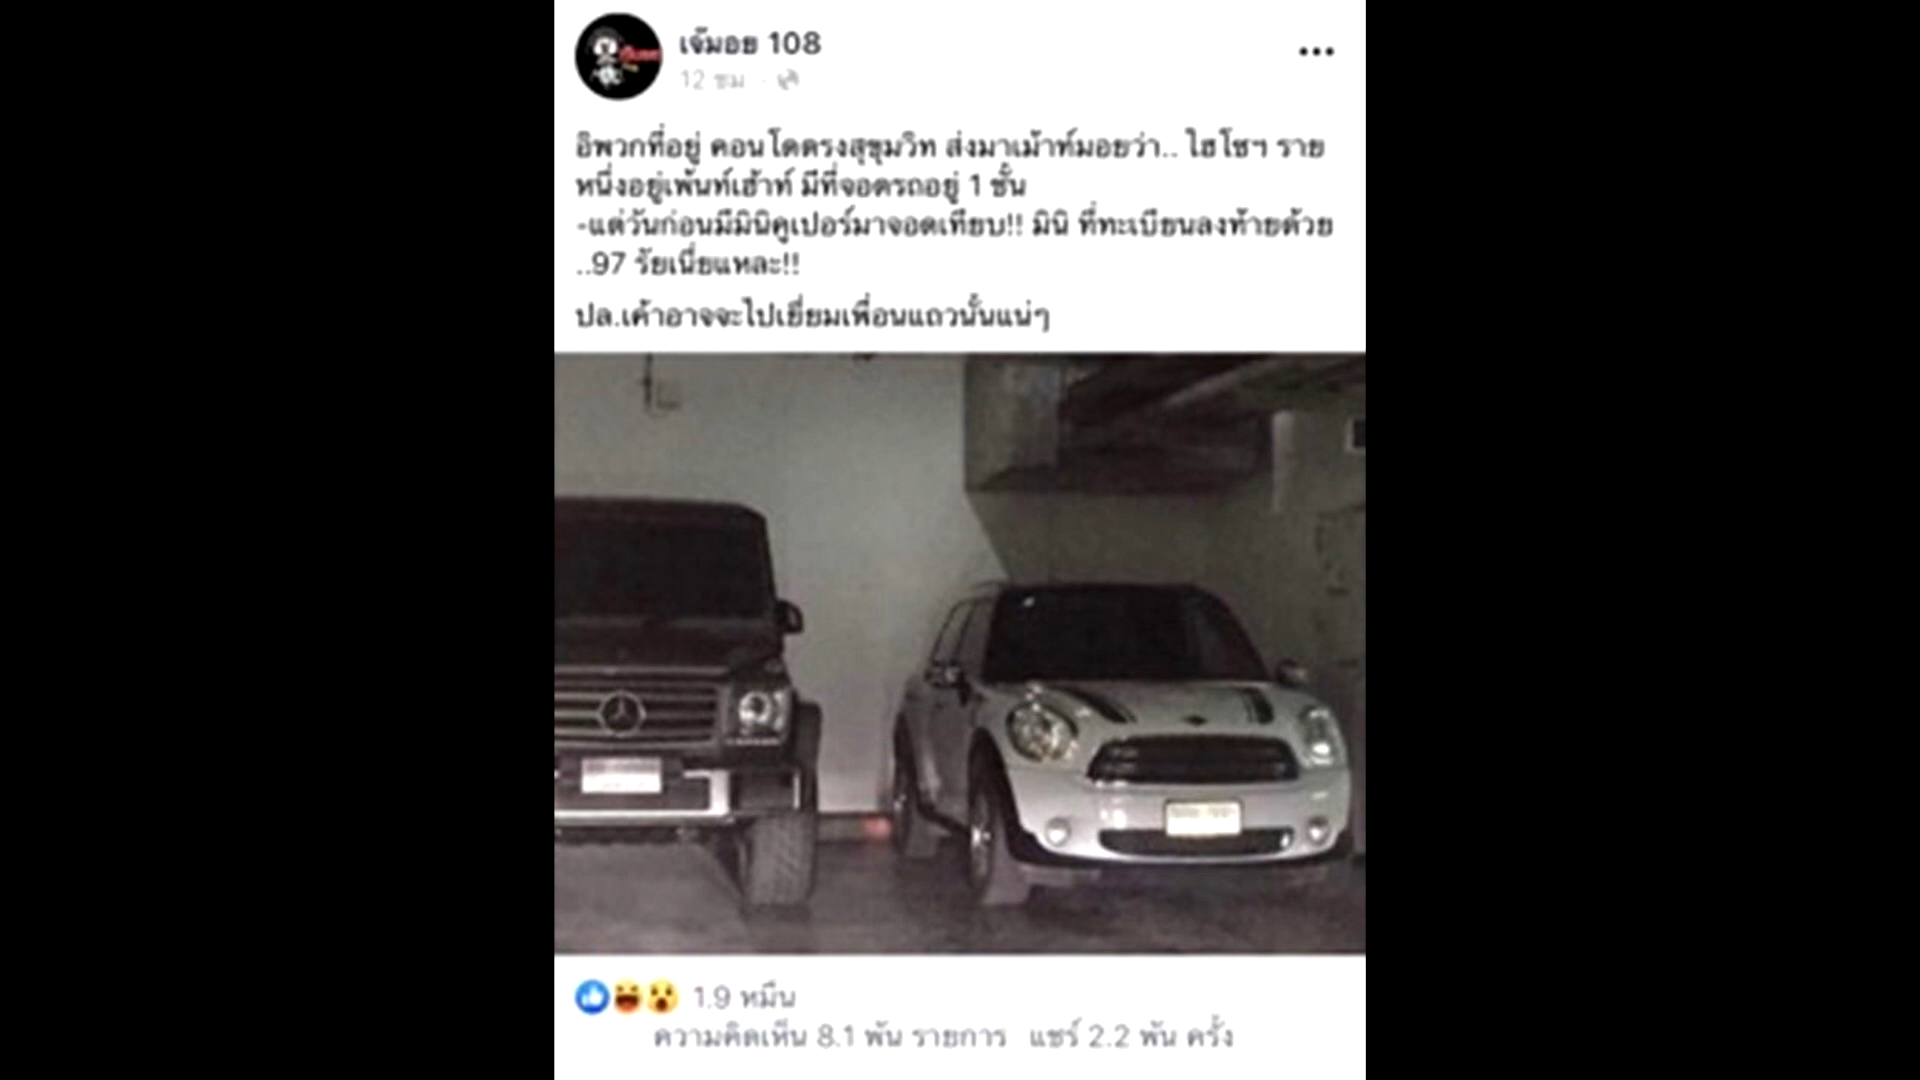 เจ๊มอย 108
12 ชม
อิพวกที่อยู่ คอนโดตรงสุขุมวิท ส่งมาเม้าท์มอยว่า.. ไฮโซฯ ราย
หนึ่งอยู่เพ้นท์เฮ้าท์ มีที่จอดรถอยู่ 1 ชั้น
-แต่วันก่อนมีมินิคูเปอร์มาจอดเทียบ!! มินิ ที่ทะเบียนลงท้ายด้วย
..97 รัยเนี่ยแหละ!!
ปล.เค้าอาจจะไปเยี่ยมเพื่อนแถวนั้นแน่ๆ
1.9 หมื่น
ความคิดเห็น 8.1 พัน รายการ แชร์ 2.2 พัน ครั้ง